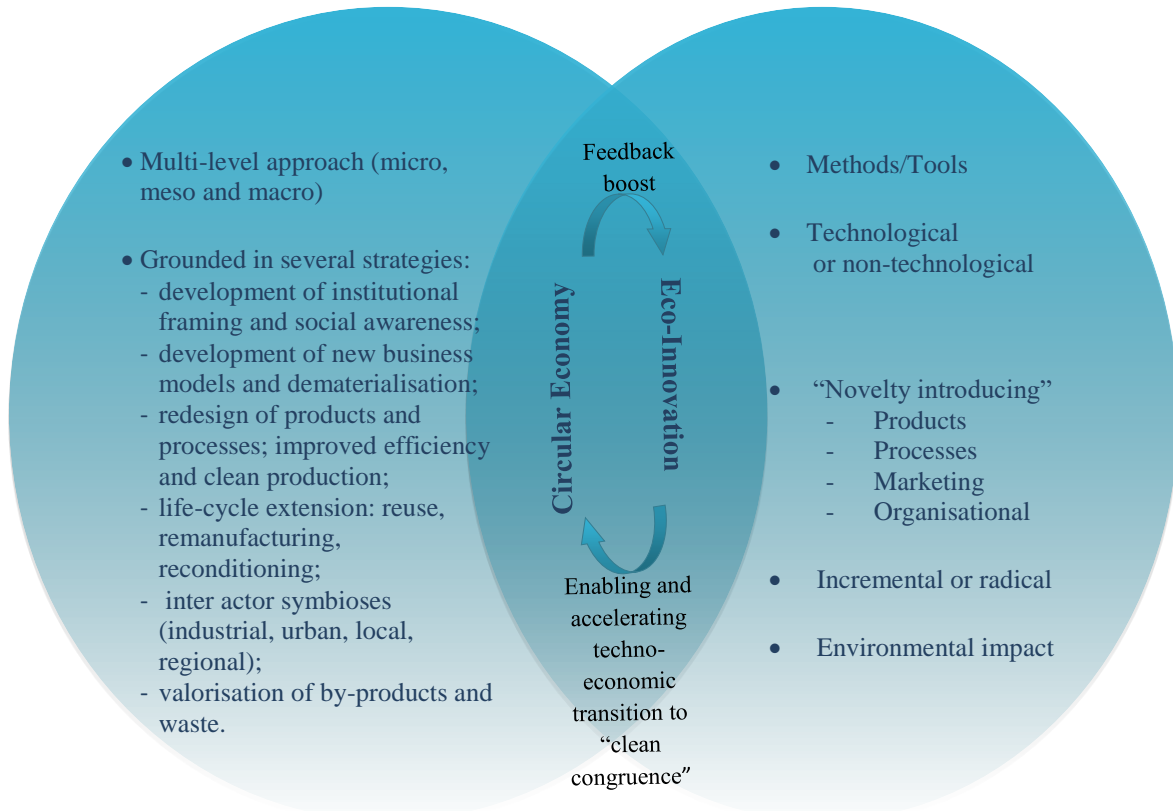 • Multi-level approach (micro,
meso and macro)
• Grounded in several strategies:
- development of institutional
framing and social awareness;
- development of new business
models and dematerialisation;
- redesign of products and
processes; improved efficiency
and clean production;
- life-cycle extension: reuse,
remanufacturing,
reconditioning;
- inter actor symbioses
(industrial, urban, local,
regional);
- valorisation of by-products and
waste.
Feedback
boost
Circular Economy
Eco-Innovation
Enabling and
accelerating
techno-
economic
transition to
“clean
congruence”
• Methods/Tools
• Technological
or non-technological
• “Novelty introducing”
- Products
- Processes
- Marketing
- Organisational
• Incremental or radical
• Environmental impact